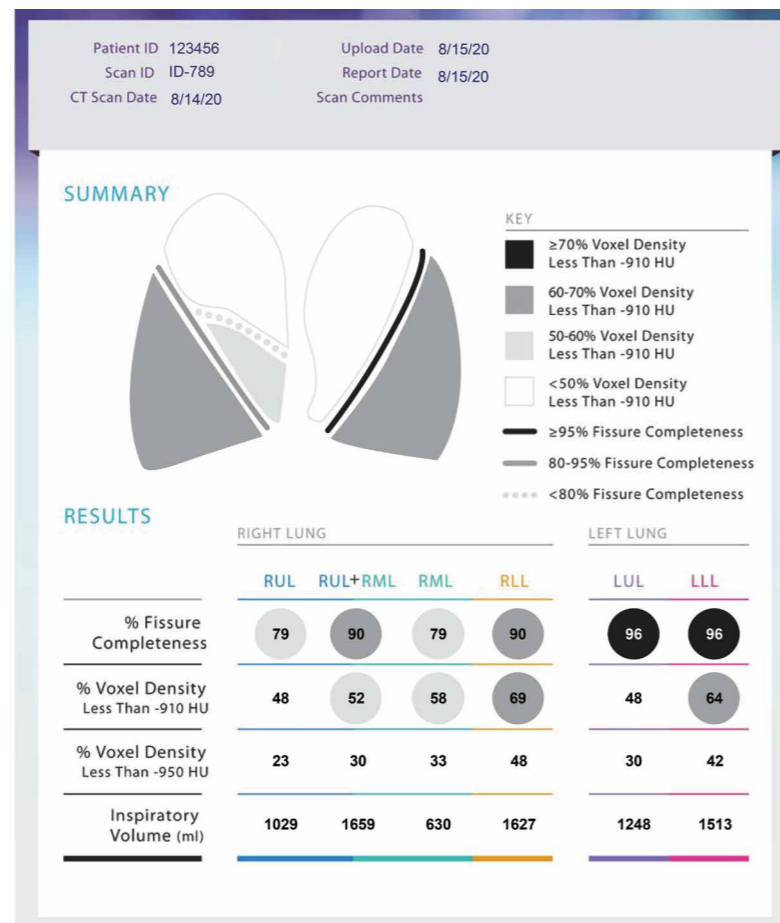 Patient ID 123456
Scan ID ID-789
CT Scan Date 8/14/20
Upload Date 8/15/20
Report Date 8/15/20
Scan Comments
SUMMARY
KEY
≥70% Voxel Density
Less Than -910 HU
60-70% Voxel Density
Less Than -910 HU
50-60% Voxel Density
Less Than -910 HU
<50% Voxel Density
Less Than -910 HU
≥95% Fissure Completeness
80-95% Fissure Completeness
<80% Fissure Completeness
RESULTS
RIGHT LUNG LEFT LUNG
RUL RUL+RML RML RLL LUL LLL
% Fissure
Completeness
79 90 79 90 96 96
% Voxel Density
Less Than -910 HU
48 52 58 69 48 64
% Voxel Density
Less Than -950 HU
23 30 33 48 30 42
Inspiratory
Volume (ml)
1029 1659 630 1627 1248 1513